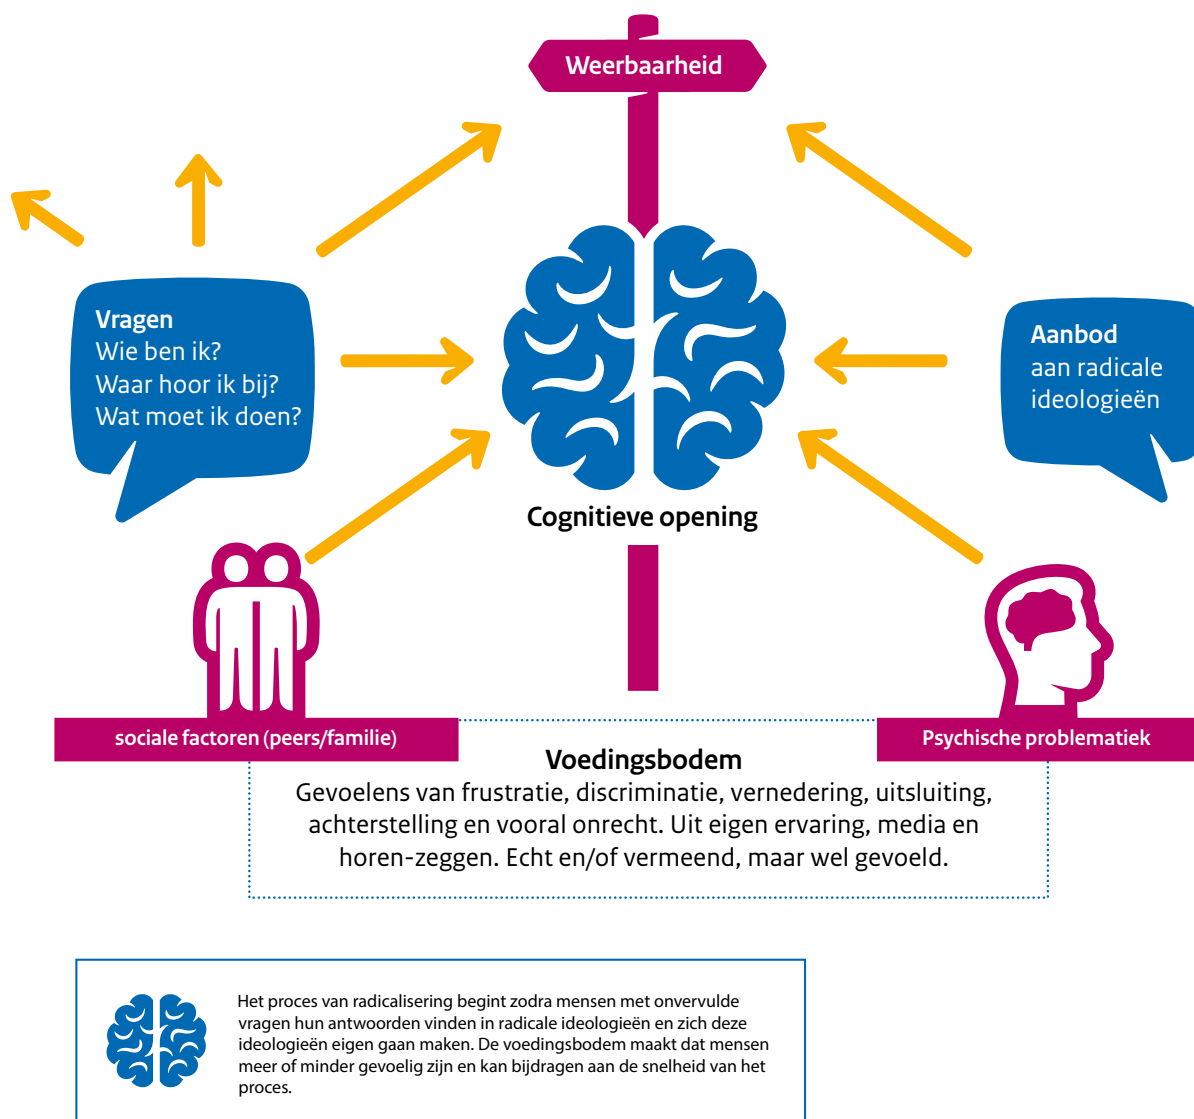 Weerbaarheid
Vragen
Wie ben ik?
Waar hoor ik bij?
Wat moet ik doen?
Aanbod
aan radicale
ideologieën
Cognitieve opening
sociale factoren (peers/familie)
Psychische problematiek
Voedingsbodem
Gevoelens van frustratie, discriminatie, vernedering, uitsluiting,
achterstelling en vooral onrecht. Uit eigen ervaring, media en
horen-zeggen. Echt en/of vermeend, maar wel gevoeld.
Het proces van radicalisering begint zodra mensen met onvervulde
vragen hun antwoorden vinden in radicale ideologieën en zich deze
ideologieën eigen gaan maken. De voedingsbodem maakt dat mensen
meer of minder gevoelig zijn en kan bijdragen aan de snelheid van het
proces.